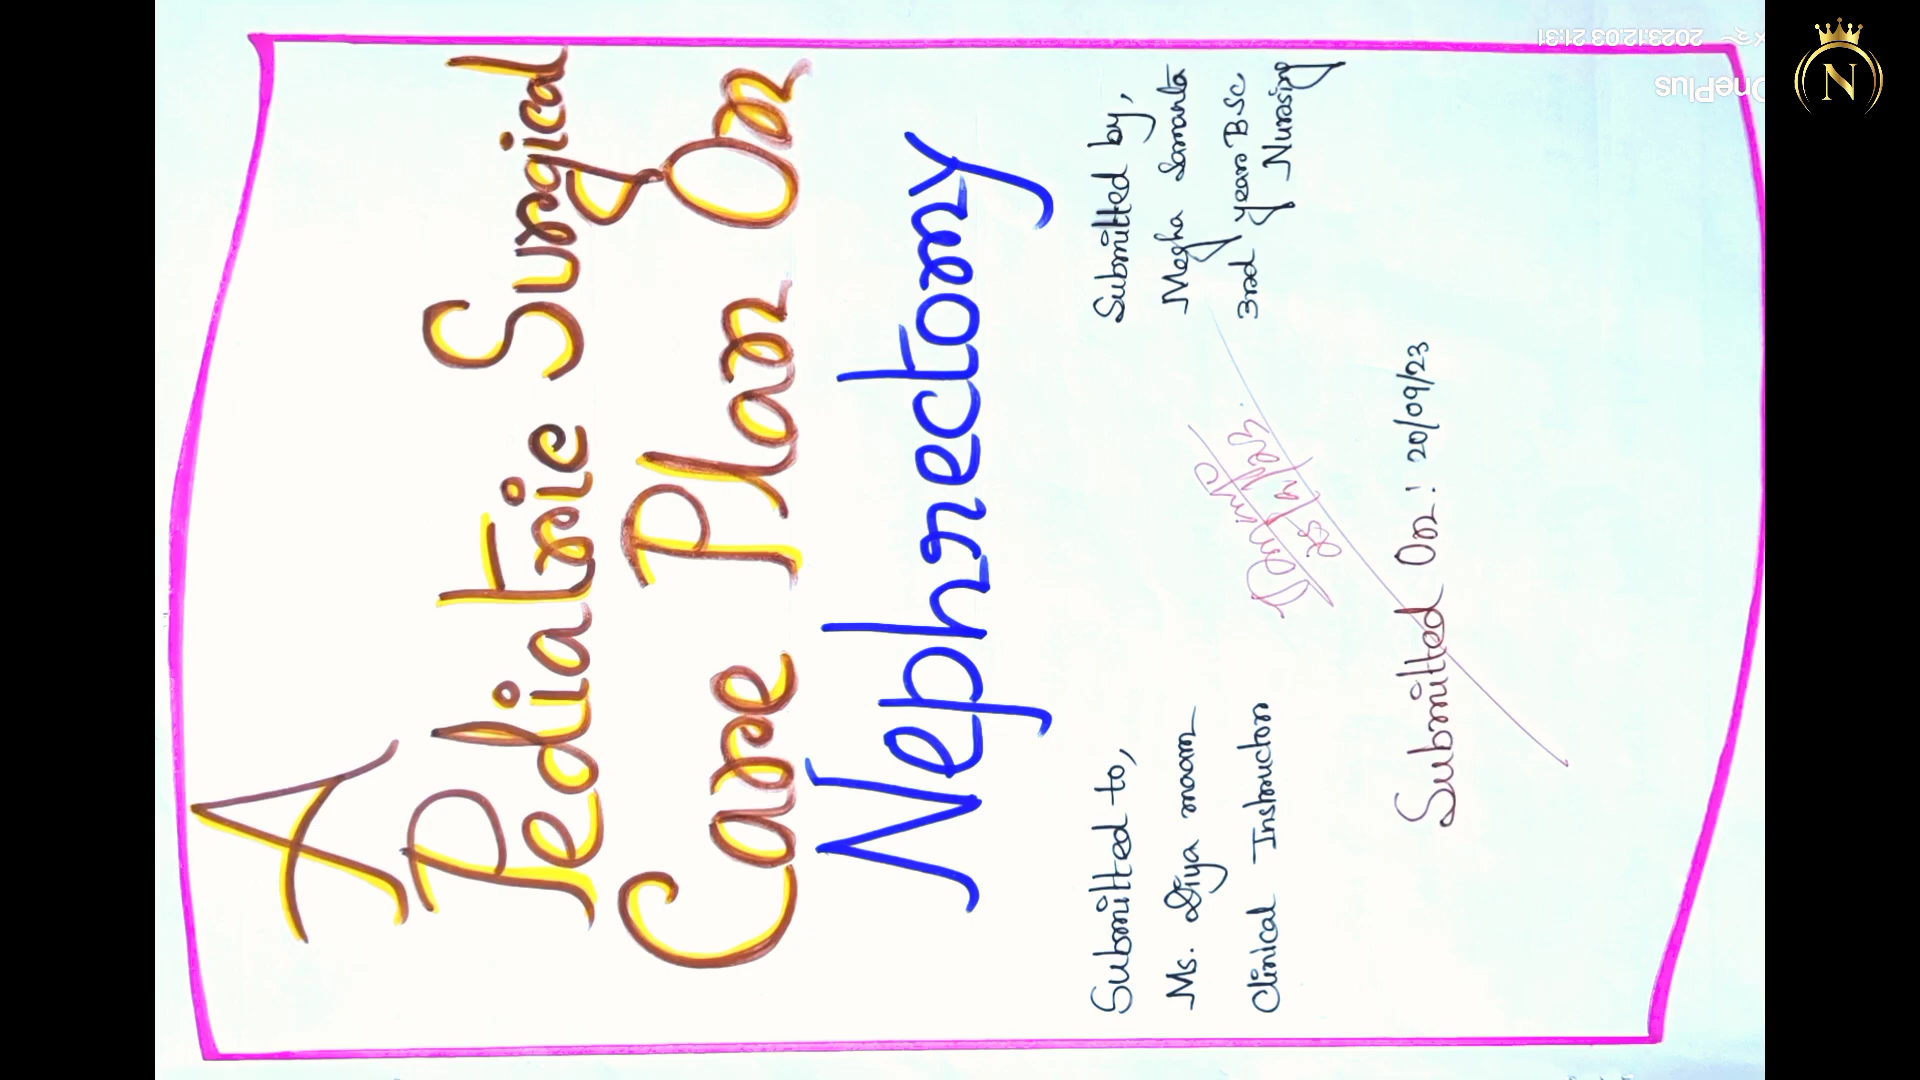 A
Pediatric Surgical
Care Plan On
Nephrectomy
Submitted to,
Ms. Diya maam
Clinical Instructor
Submitted by,
Megha Samanta
3rd year B Sc
Nursing
Submitted On: 20/09/23
OnePlus
2023.12.03 21:31
N